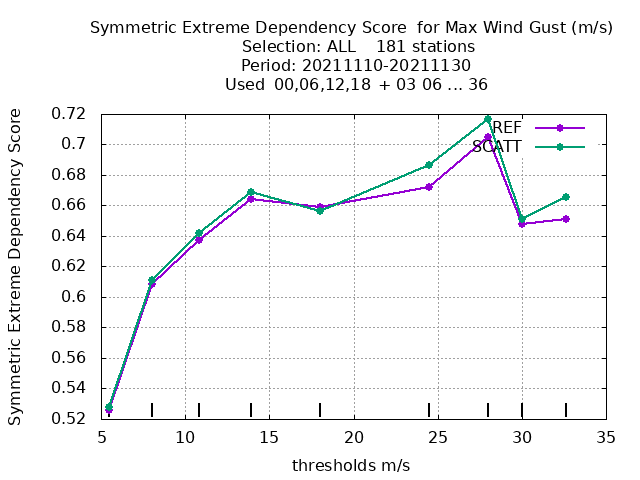 Symmetric Extreme Dependency Score  for Max Wind Gust (m/s)
Selection: ALL    181 stations
Period: 20211110-20211130
Used  00,06,12,18  + 03 06 ... 36
Symmetric Extreme Dependency Score
0.72
0.7
0.68
0.66
0.64
0.62
0.6
0.58
0.56
0.54
0.52
REF
SCATT
5 10 15 20 25 30 35
thresholds m/s